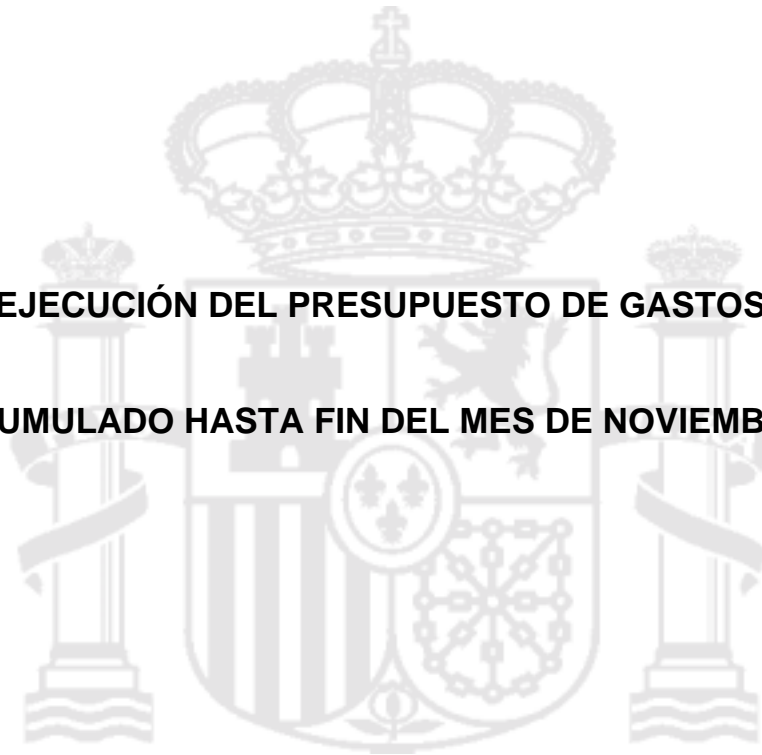 EJECUCIÓN DEL PRESUPUESTO DE GASTOS
UMULADO HASTA FIN DEL MES DE NOVIEMB